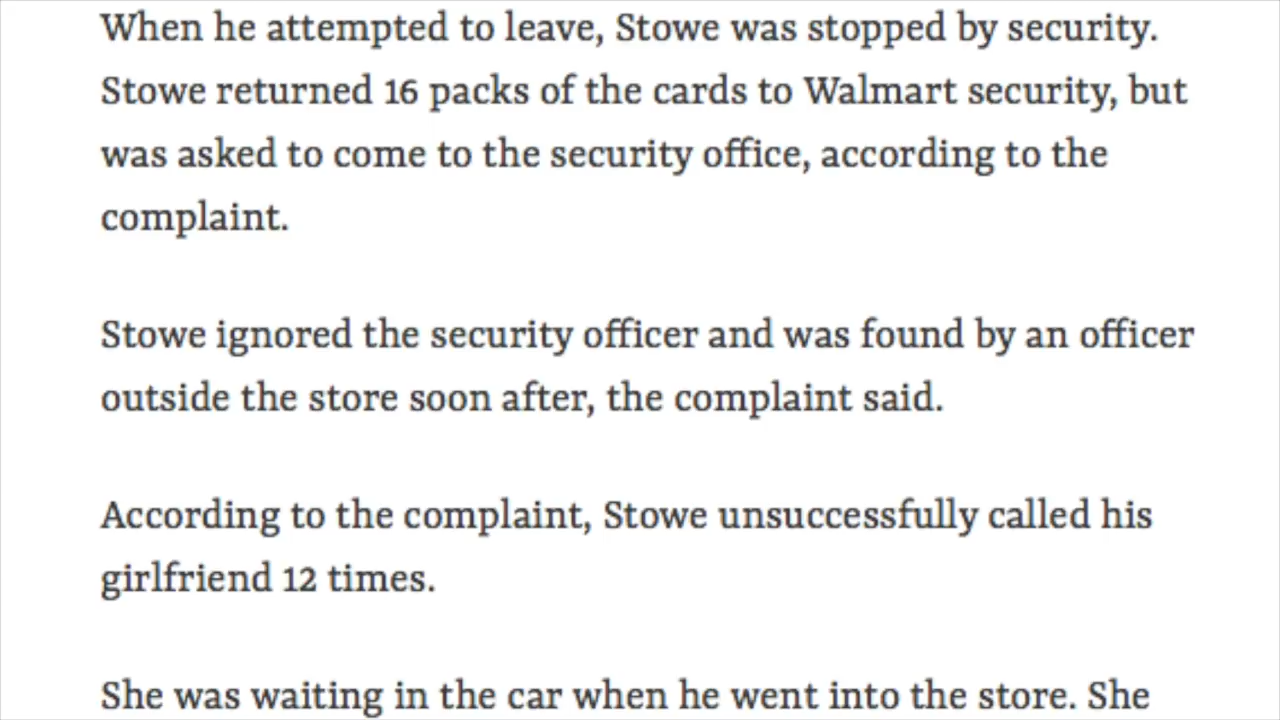 When he attempted to leave, Stowe was stopped by security.
Stowe returned 16 packs of the cards to Walmart security, but
was asked to come to the security office, according to the
complaint.
Stowe ignored the security officer and was found by an officer
outside the store soon after, the complaint said.
According to the complaint, Stowe unsuccessfully called his
girlfriend 12 times.
She was waiting in the car when he went into the store. She